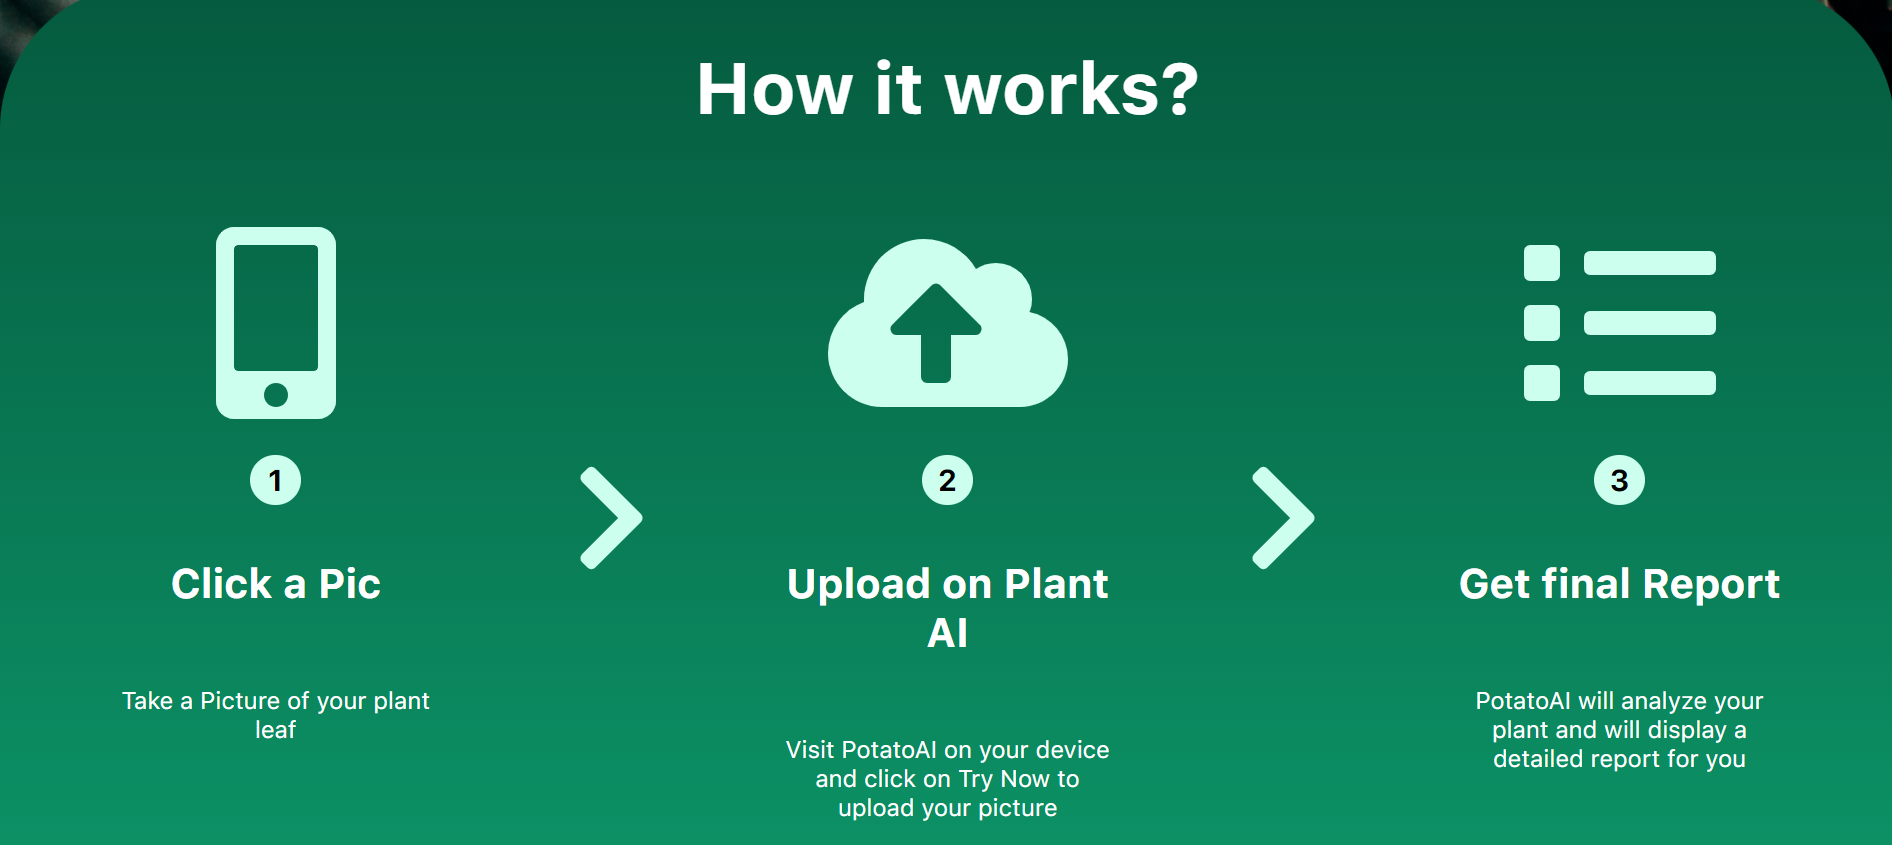 How it works?
1
Click a Pic
Take a Picture of your plant
leaf
2
Upload on Plant
AI
Visit PotatoAI on your device
and click on Try Now to
upload your picture
3
Get final Report
PotatoAI will analyze your
plant and will display a
detailed report for you